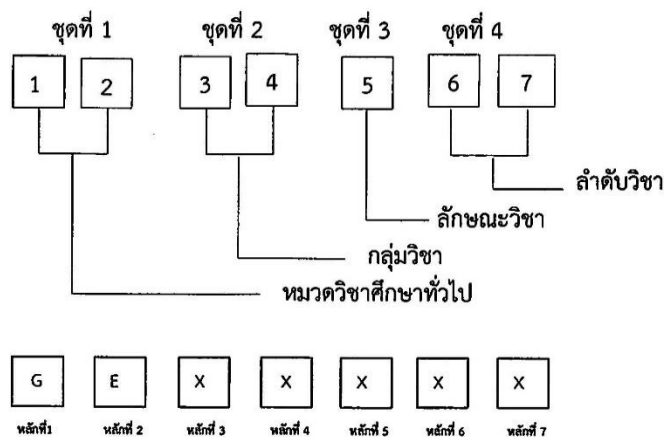 ชุดที่ 1 ชุดที่ 2 ชุดที่ 3 ชุดที่ 4
1 2 3 4 5 6 7
ลำดับวิชา
ลักษณะวิชา
กลุ่มวิชา
หมวดวิชาศึกษาทั่วไป
G E X X X X X
หลักที่1 หลักที่ 2 หลักที่ 3 หลักที่ 4 หลักที่ 5 หลักที่ 6 หลักที่ 7